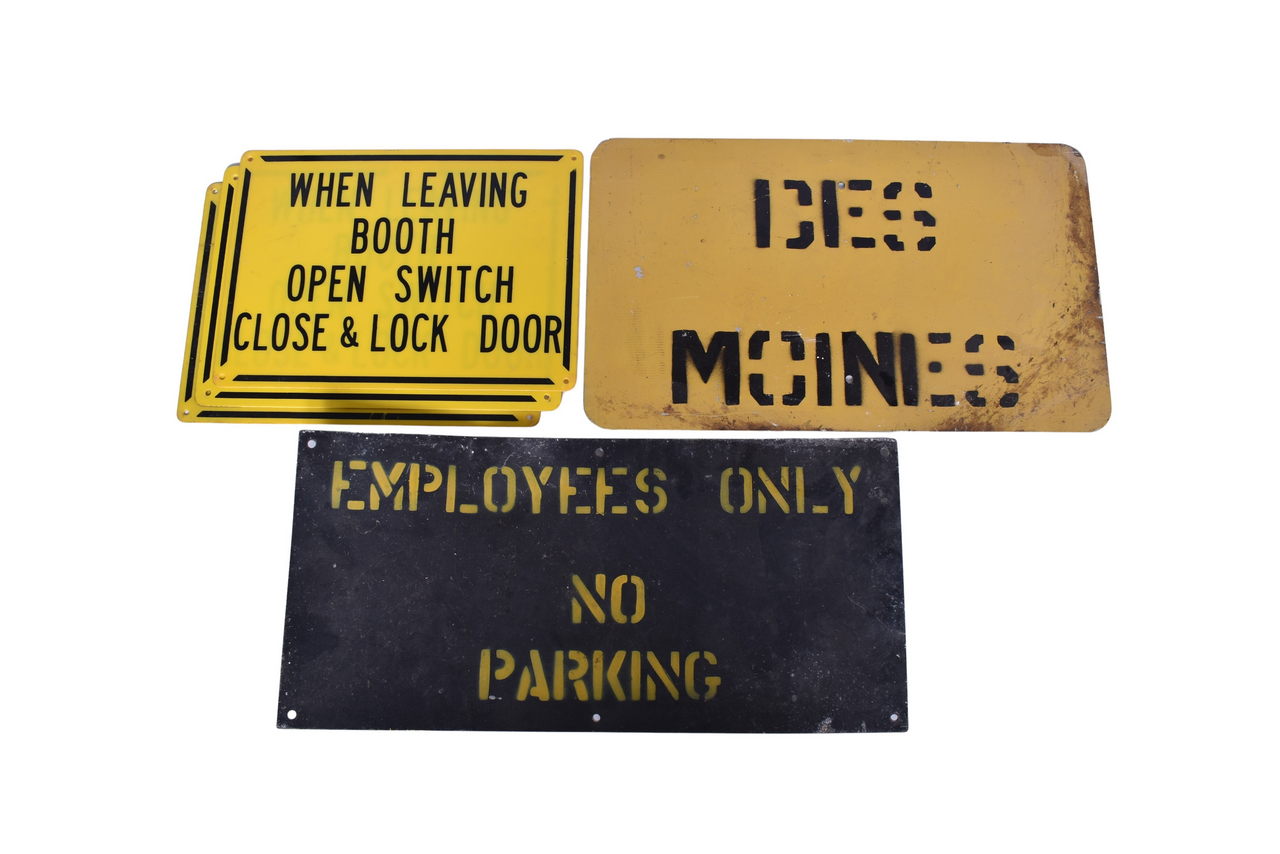 WHEN LEAVING
BOOTH
OPEN SWITCH
CLOSE & LOCK DOOR
DES
MOINES
EMPLOYEES ONLY
NO
PARKING